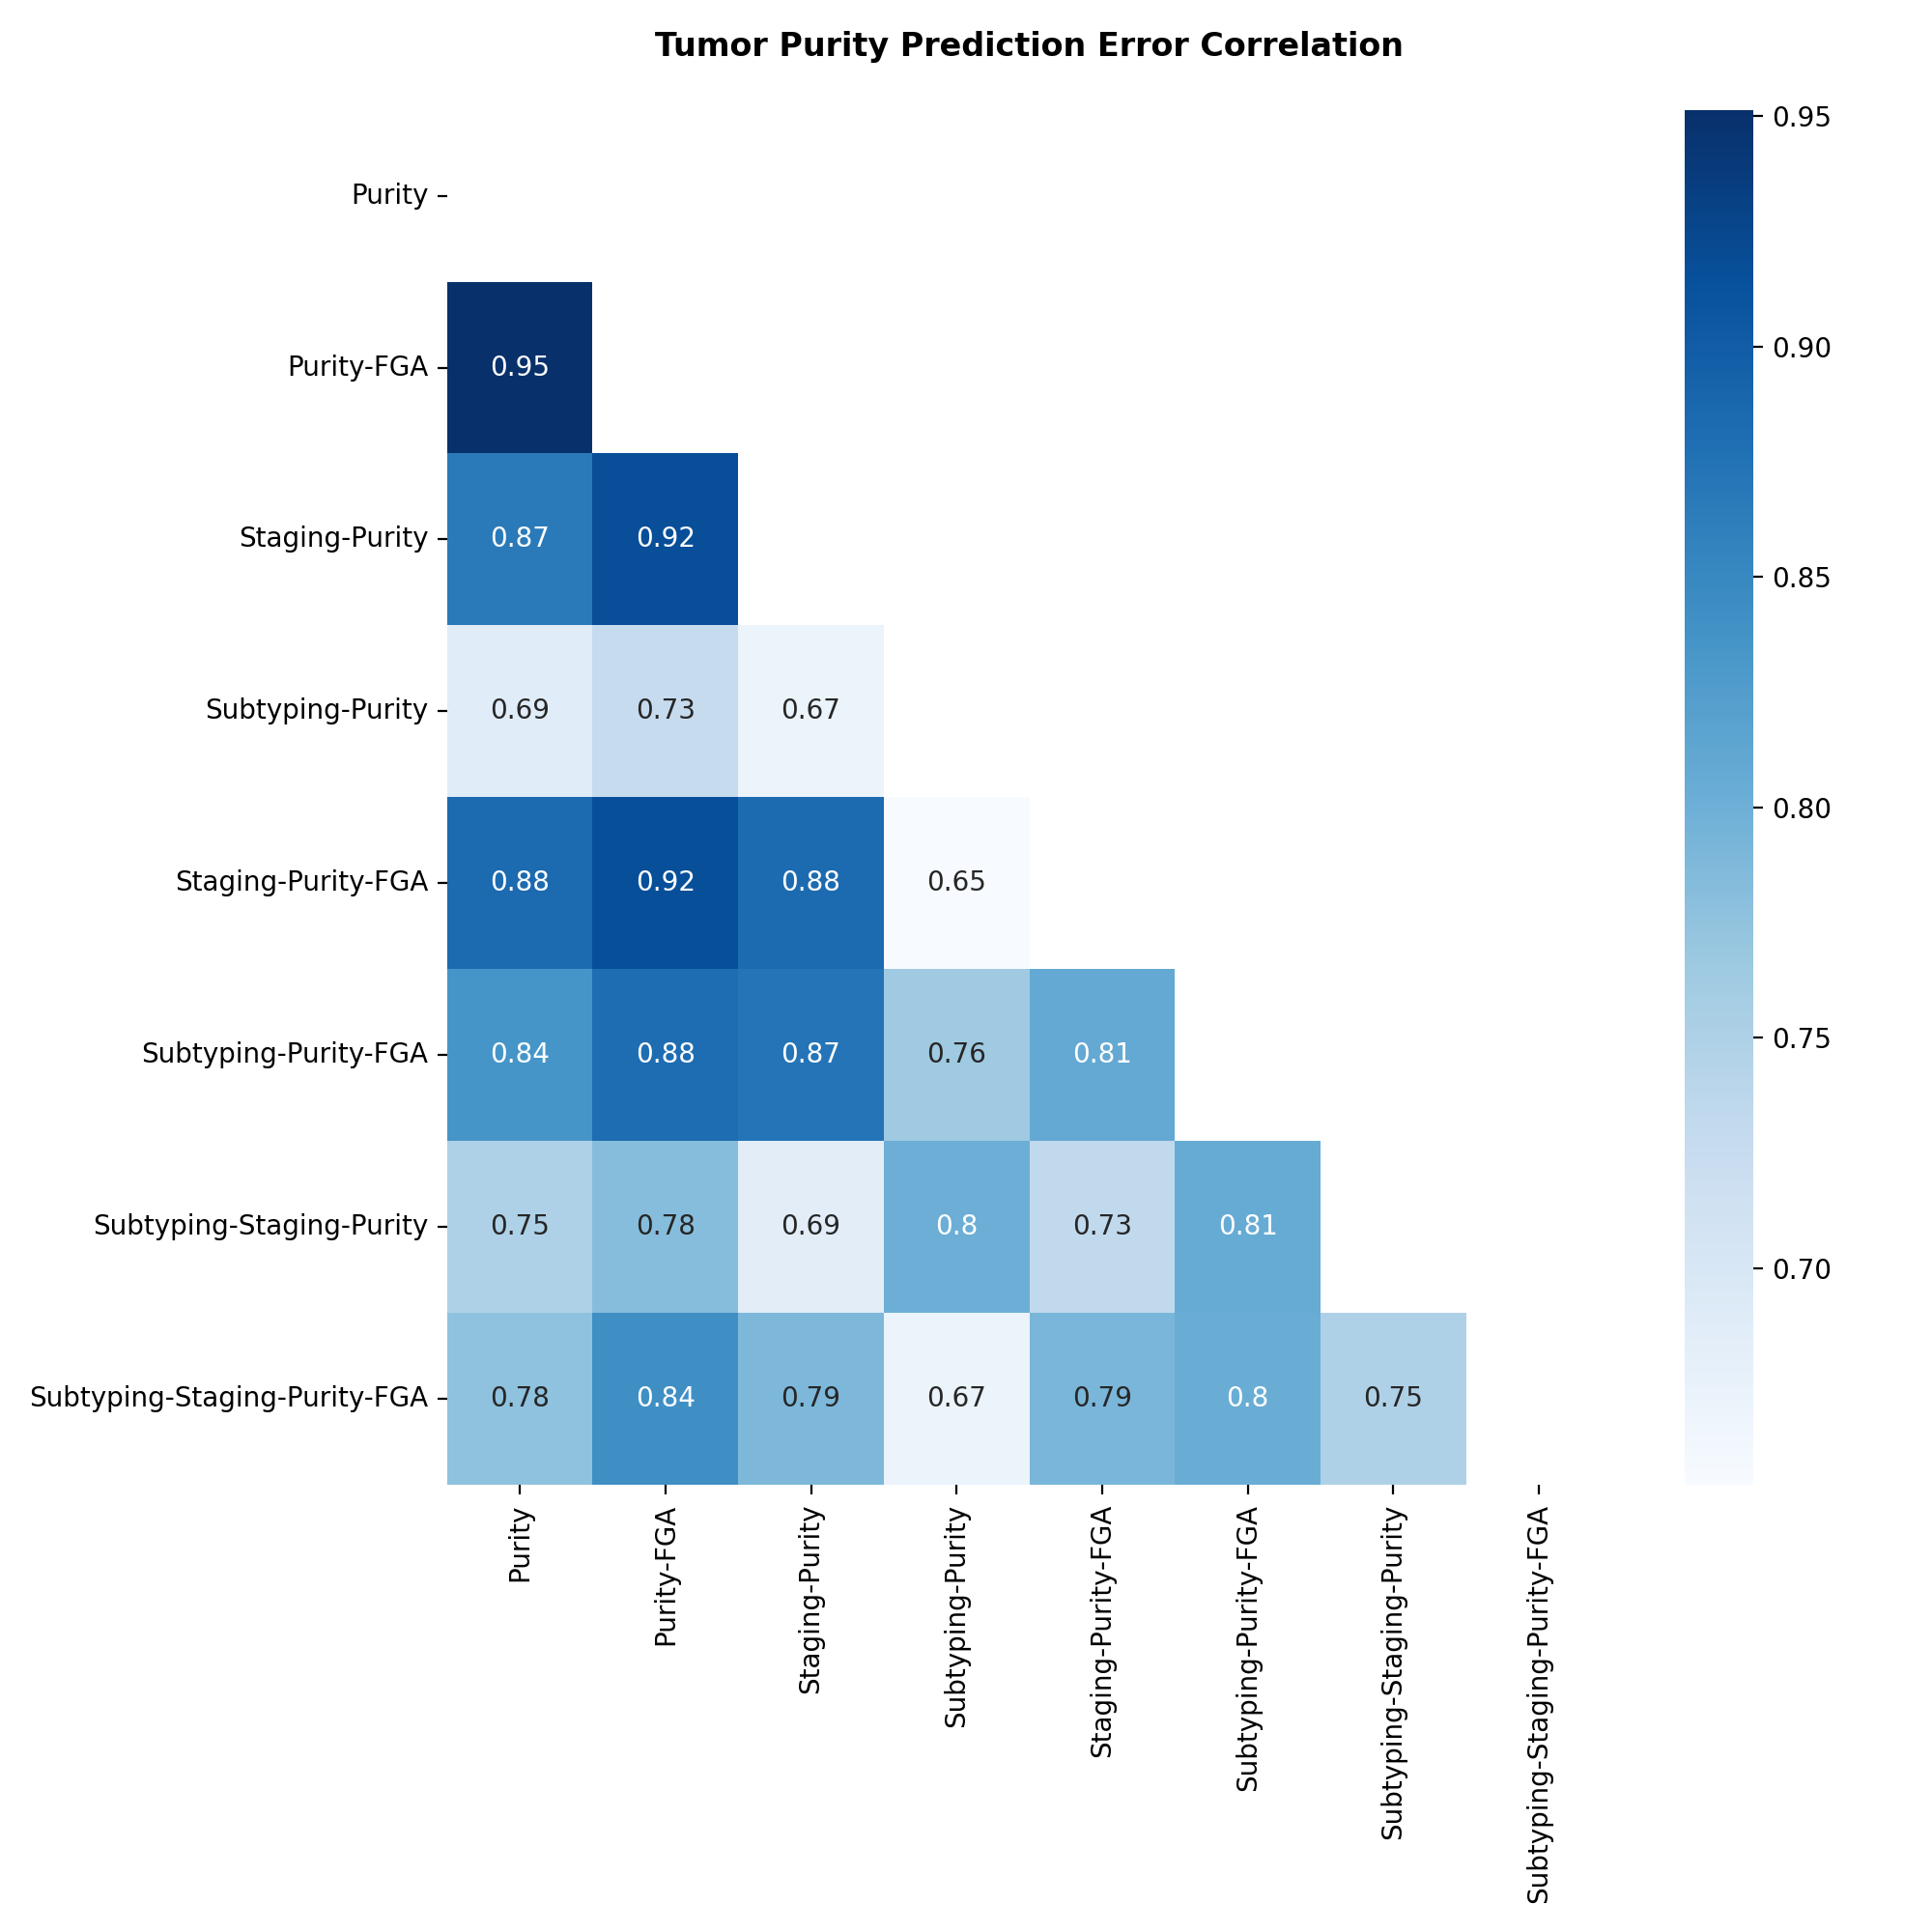 Tumor Purity Prediction Error Correlation
0.95
Purity
Purity-FGA 0.95
0.90
Staging-Purity 0.87 0.92
0.85
Subtyping-Purity 0.69 0.73 0.67
0.80
Staging-Purity-FGA 0.88 0.92 0.88 0.65
Subtyping-Purity-FGA 0.84 0.88 0.87 0.76 0.81
0.75
Subtyping-Staging-Purity 0.75 0.78 0.69 0.8 0.73 0.81
0.70
Subtyping-Staging-Purity-FGA 0.78 0.84 0.79 0.67 0.79 0.8 0.75
Purity
Purity-FGA
Staging-Purity
Subtyping-Purity
Staging-Purity-FGA
Subtyping-Purity-FGA
Subtyping-Staging-Purity
Subtyping-Staging-Purity-FGA